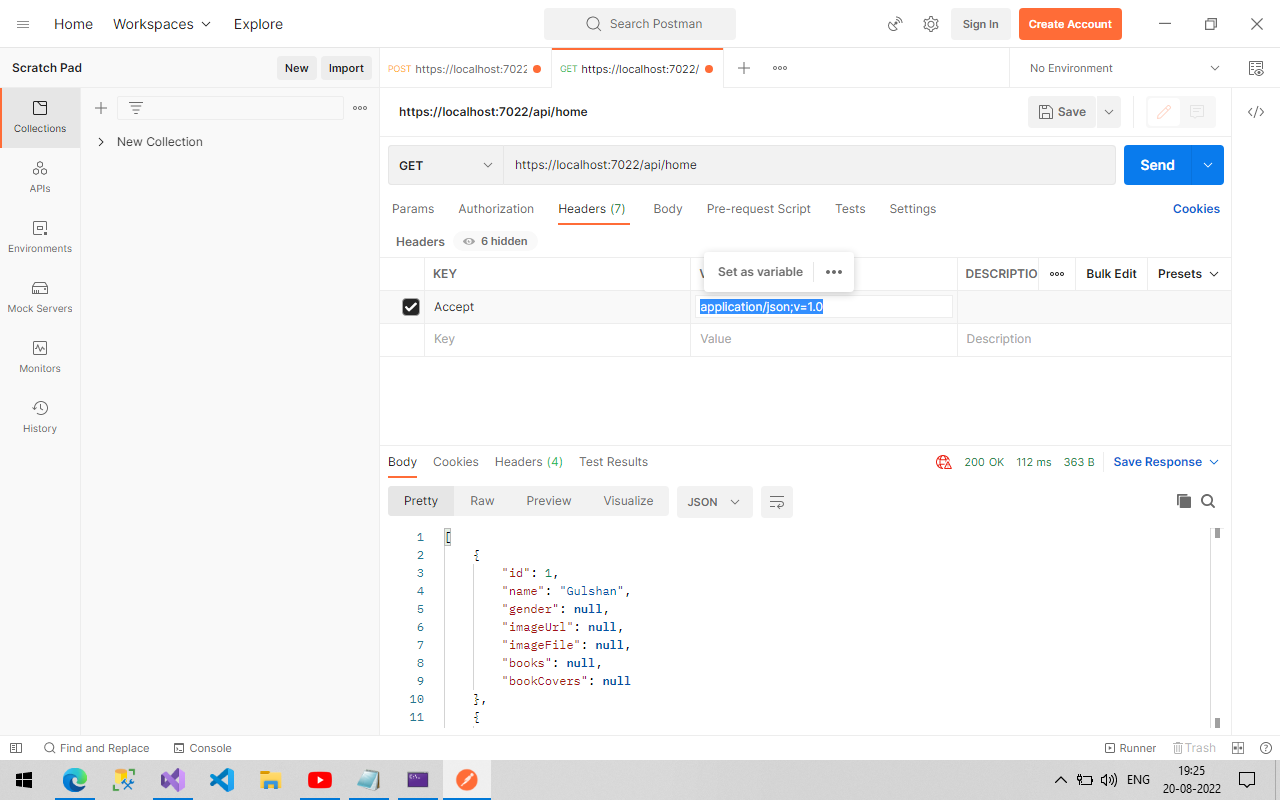 Home Workspaces Explore Search Postman Sign In Create Account
Scratch Pad New Import POST https://localhost:7022 GET https://localhost:7022/ No Environment
https://localhost:7022/api/home Save
Collections
New Collection
APIs
Environments
Mock Servers
Monitors
History
GET https://localhost:7022/api/home Send
Params Authorization Headers (7) Body Pre-request Script Tests Settings Cookies
Headers 6 hidden
Set as variable
KEY V DESCRIPTIO Bulk Edit Presets
Accept application/json;v=1.0
Key Value Description
Body Cookies Headers (4) Test Results 200 OK 112 ms 363 B Save Response
Pretty Raw Preview Visualize JSON
1 [
2 {
3 "id": 1,
4 "name": "Gulshan",
5 "gender": null,
6 "imageUrl": null,
7 "imageFile": null,
8 "books": null,
9 "bookCovers": null
10 },
11 {
Find and Replace Console Runner Trash
ENG 19:25
20-08-2022